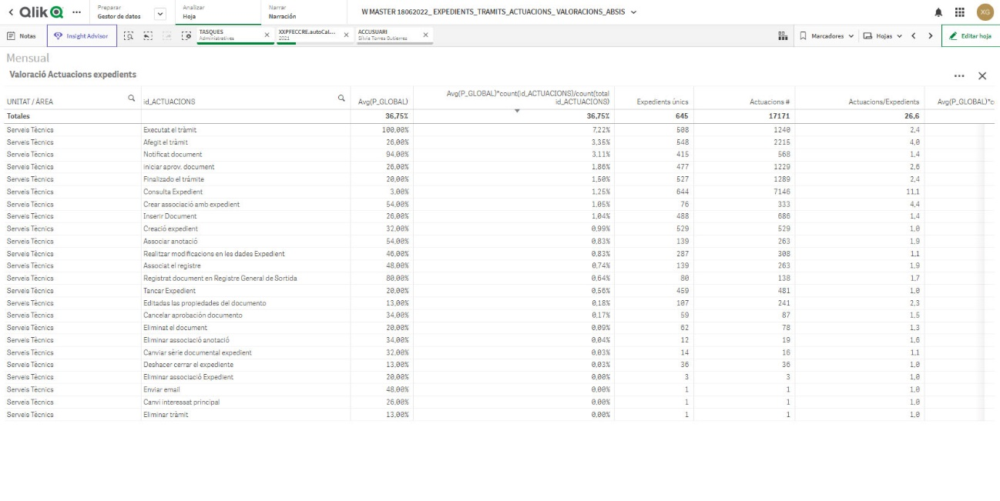 Qlik
Preparar
Gestor de datos
Analizar
Hoja
Narrar
Narración
W MASTER 18062022_ EXPEDIENTS_TRAMITS_ACTUACIONS_VALORACIONS_ABSIS
XG
Notas
Insight Advisor
TASQUES
Administratives
XXPFECCRE.autoCal...
2021
ACCUSUARI
Silvia Torres Gutierrez
Marcadores
Hojas
Editar hoja
Mensual
Valoració Actuacions expedients
UNITAT / ÀREA id_ACTUACIONS Avg(P_GLOBAL) Avg(P_GLOBAL)*count(id_ACTUACIONS)/count(total id_ACTUACIONS) Expedients únics Actuacions # Actuacions/Expedients Avg(P_GLOBAL)*c
Totales 36,75% 36,75% 645 17171 26,6
Serveis Tècnics Executat el tràmit 100,00% 7,22% 508 1240 2,4
Serveis Tècnics Afegit el tràmit 26,00% 3,35% 548 2215 4,0
Serveis Tècnics Notificat document 94,00% 3,11% 415 568 1,4
Serveis Tècnics iniciar aprov. document 26,00% 1,86% 477 1229 2,6
Serveis Tècnics Finalizado el trámite 20,00% 1,50% 527 1289 2,4
Serveis Tècnics Consulta Expedient 3,00% 1,25% 644 7146 11,1
Serveis Tècnics Crear associació amb expedient 54,00% 1,05% 76 333 4,4
Serveis Tècnics Inserir Document 26,00% 1,04% 488 686 1,4
Serveis Tècnics Creació expedient 32,00% 0,99% 529 529 1,0
Serveis Tècnics Associar anotació 54,00% 0,83% 139 263 1,9
Serveis Tècnics Realitzar modificacions en les dades Expedient 46,00% 0,83% 287 308 1,1
Serveis Tècnics Associat el registre 48,00% 0,74% 139 263 1,9
Serveis Tècnics Registrat document en Registre General de Sortida 80,00% 0,64% 80 138 1,7
Serveis Tècnics Tancar Expedient 20,00% 0,56% 459 481 1,0
Serveis Tècnics Editadas las propiedades del documento 13,00% 0,18% 107 241 2,3
Serveis Tècnics Cancelar aprobación documento 34,00% 0,17% 59 87 1,5
Serveis Tècnics Eliminat el document 20,00% 0,09% 62 78 1,3
Serveis Tècnics Eliminar associació anotació 34,00% 0,04% 12 19 1,6
Serveis Tècnics Canviar sèrie documental expedient 32,00% 0,03% 14 16 1,1
Serveis Tècnics Deshacer cerrar el expediente 13,00% 0,03% 36 36 1,0
Serveis Tècnics Eliminar associació Expedient 20,00% 0,00% 3 3 1,0
Serveis Tècnics Enviar email 48,00% 0,00% 1 1 1,0
Serveis Tècnics Canvi interessat principal 26,00% 0,00% 1 1 1,0
Serveis Tècnics Eliminar tràmit 13,00% 0,00% 1 1 1,0